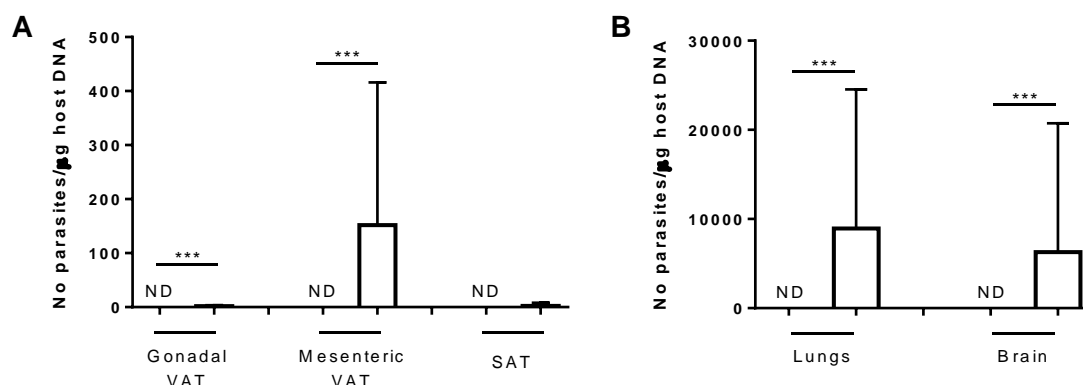 A
No parasites/μg host DNA
500
400
300
200
100
0
***
***
ND
ND
ND
Gonadal
VAT
Mesenteric
VAT
SAT
B
No parasites/μg host DNA
30000
20000
10000
0
***
***
ND
ND
Lungs
Brain